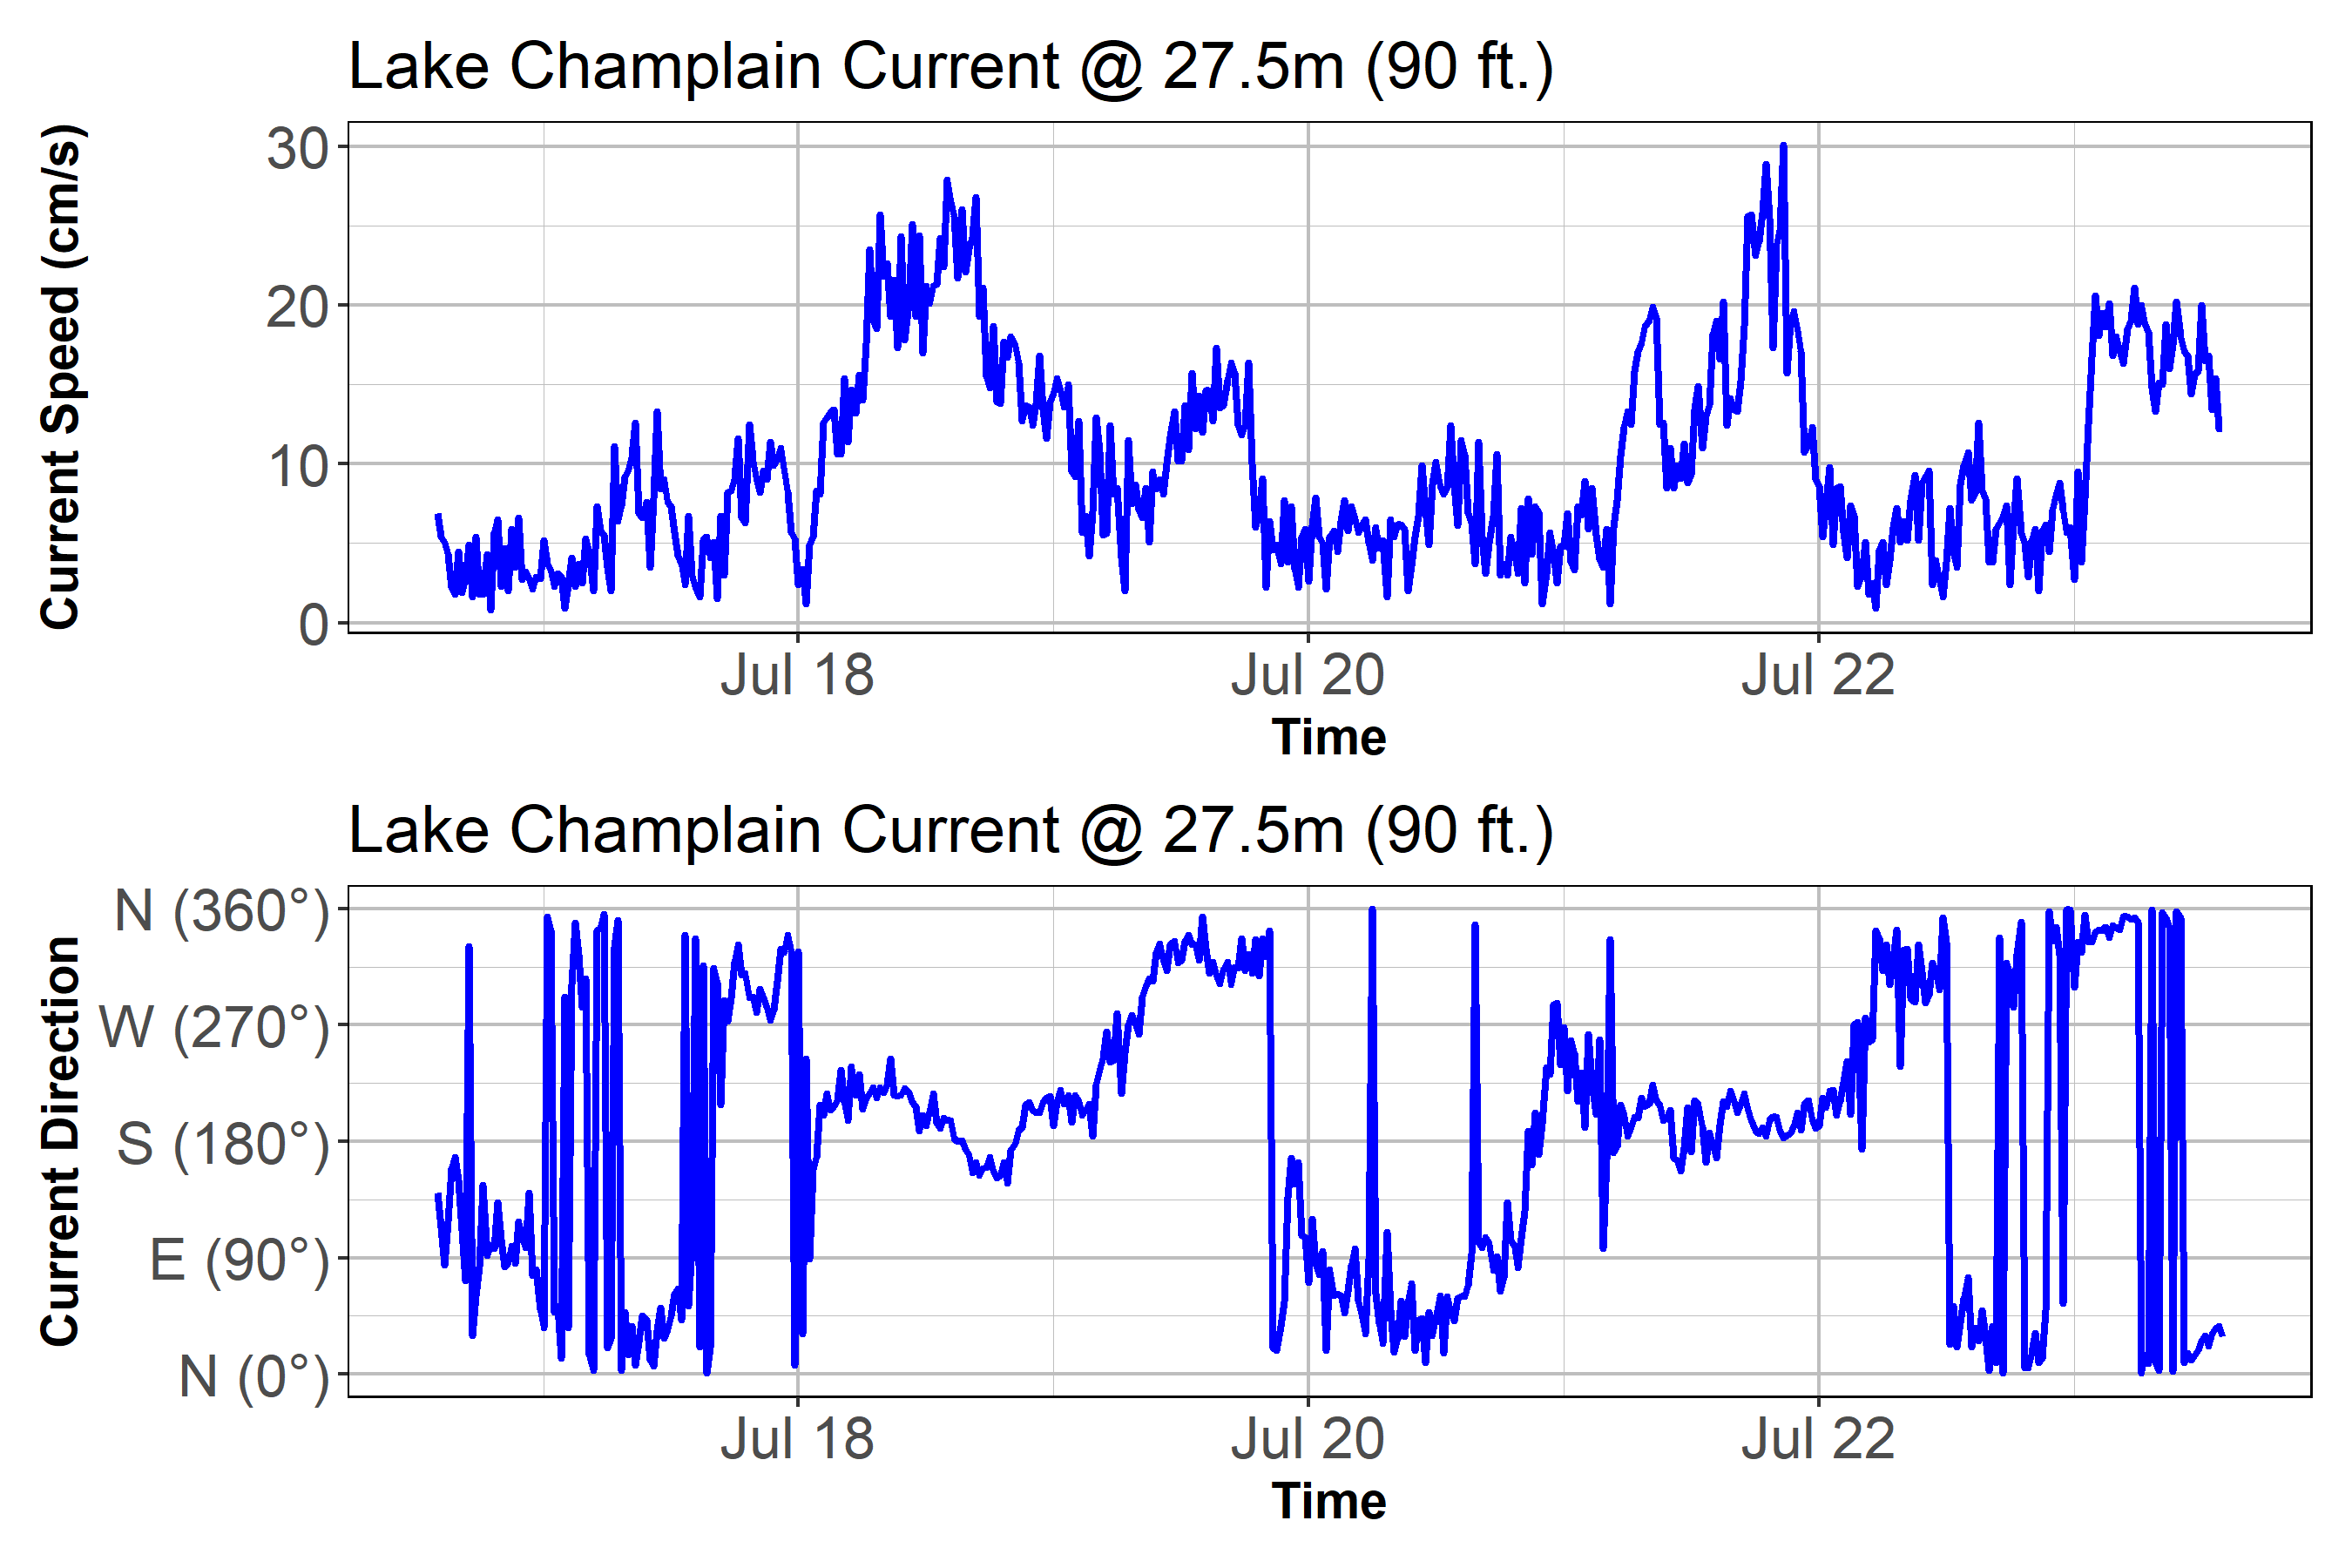 Lake Champlain Current @ 27.5m (90 ft.)
Current Speed (cm/s)
30
20
10
0
Jul 18 Jul 20 Jul 22
Time
Lake Champlain Current @ 27.5m (90 ft.)
Current Direction
N (360°)
W (270°)
S (180°)
E (90°)
N (0°)
Jul 18 Jul 20 Jul 22
Time